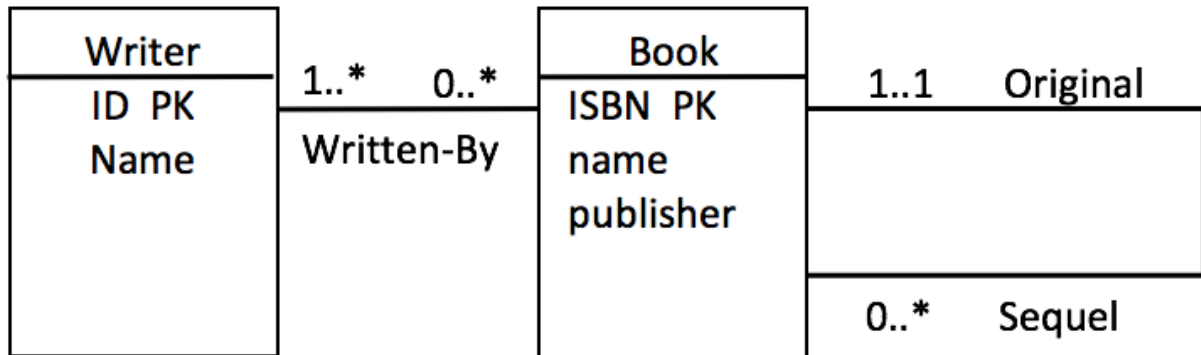 Writer
ID PK
Name
1..* 0..*
Written-By
Book
ISBN PK
name
publisher
1..1 Original
0..* Sequel